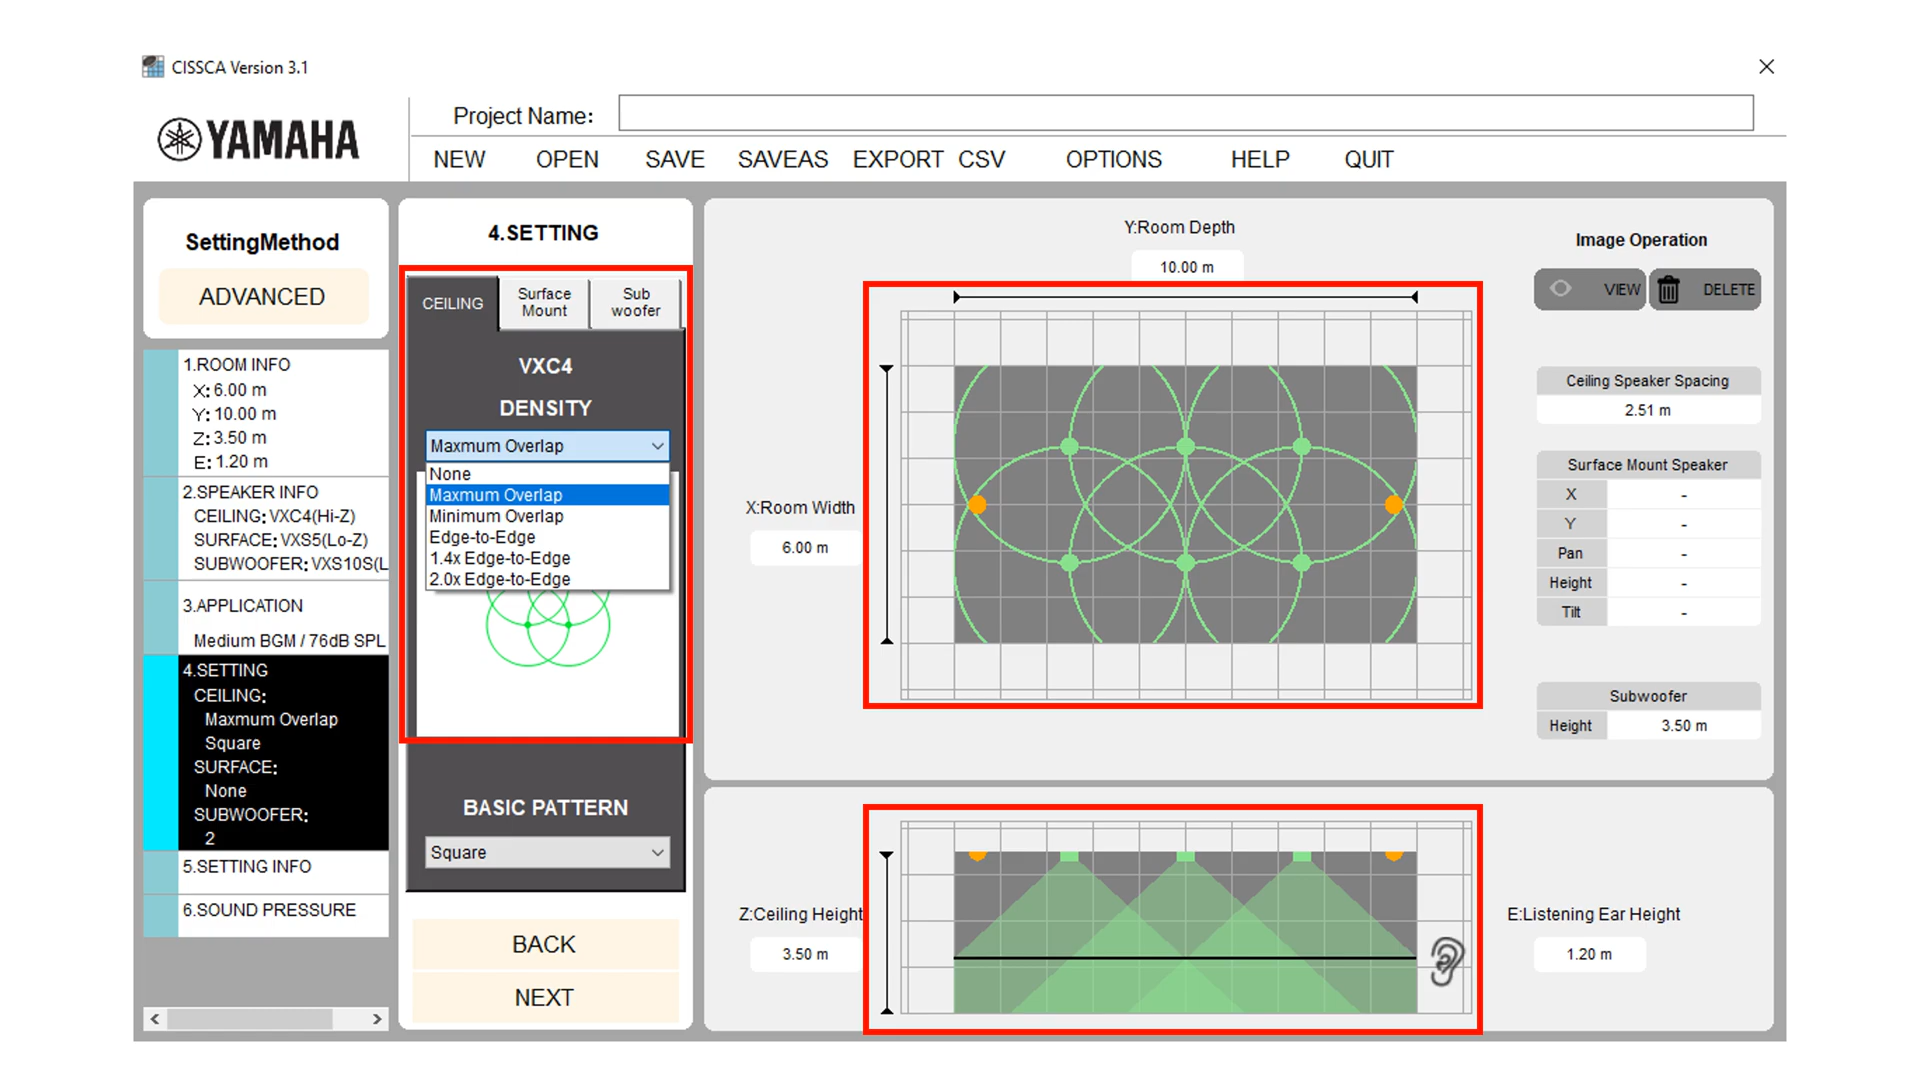 CISSCA Version 3.1
YAMAHA
Project Name:
NEW OPEN SAVE SAVEAS EXPORT CSV OPTIONS HELP QUIT
SettingMethod
ADVANCED
1.ROOM INFO
X: 6.00 m
Y: 10.00 m
Z: 3.50 m
E: 1.20 m
2.SPEAKER INFO
CEILING: VXC4(Hi-Z)
SURFACE: VXS5(Lo-Z)
SUBWOOFER: VXS10S(L
3.APPLICATION
Medium BGM / 76dB SPL
4.SETTING
CEILING:
Maxmum Overlap
Square
SURFACE:
None
SUBWOOFER:
2
5.SETTING INFO
6.SOUND PRESSURE
4.SETTING
CEILING
Surface
Mount
Sub
woofer
VXC4
DENSITY
Maxmum Overlap
None
Maxmum Overlap
Minimum Overlap
Edge-to-Edge
1.4x Edge-to-Edge
2.0x Edge-to-Edge
BASIC PATTERN
Square
BACK
NEXT
Y:Room Depth
10.00 m
X:Room Width
6.00 m
Image Operation
VIEW DELETE
Ceiling Speaker Spacing
2.51 m
Surface Mount Speaker
X -
Y -
Pan -
Height -
Tilt -
Subwoofer
Height 3.50 m
Z:Ceiling Height
3.50 m
E:Listening Ear Height
1.20 m